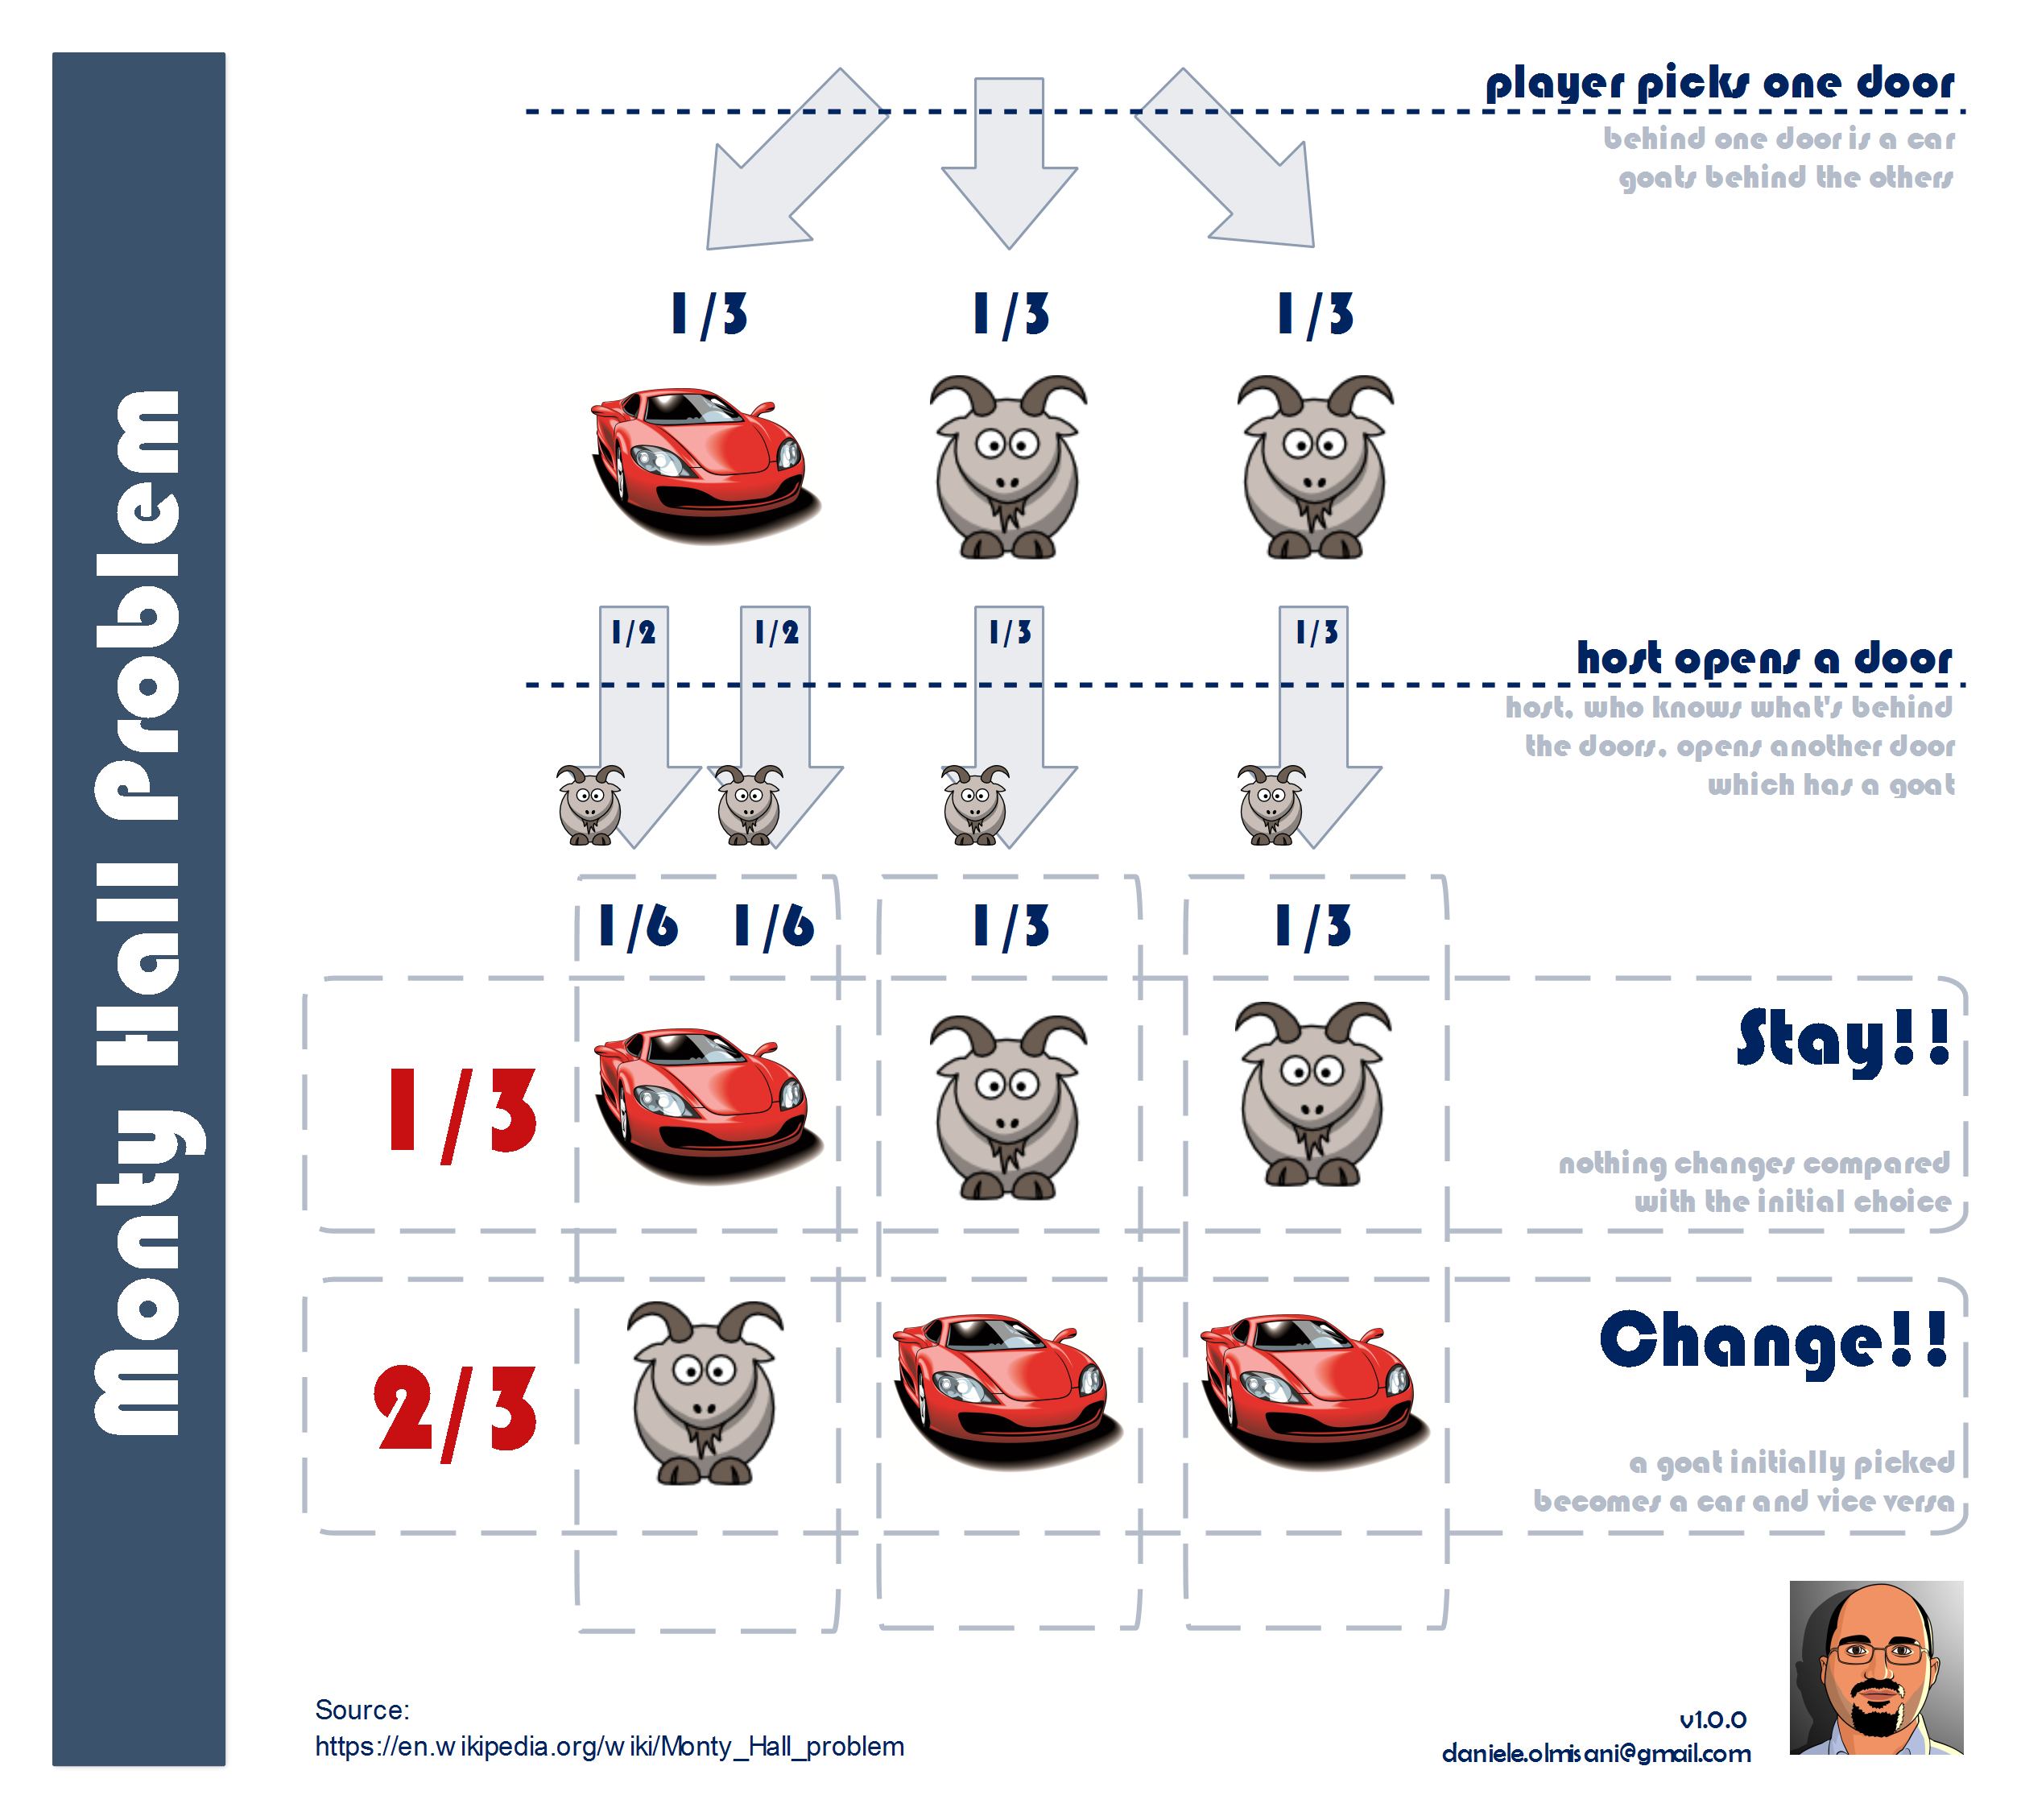 Monty Hall Problem
player picks one door
behind one door is a car
goats behind the others
1/3 1/3 1/3
1/2 1/2 1/3 1/3
host opens a door
host, who knows what's behind
the doors, opens another door
which has a goat
1/6 1/6 1/3 1/3
Stay!!
1/3
nothing changes compared
with the initial choice
Change!!
2/3
a goat initially picked
becomes a car and vice versa
Source:
https://en.wikipedia.org/wiki/Monty_Hall_problem
v1.0.0
daniele.olmisani@gmail.com